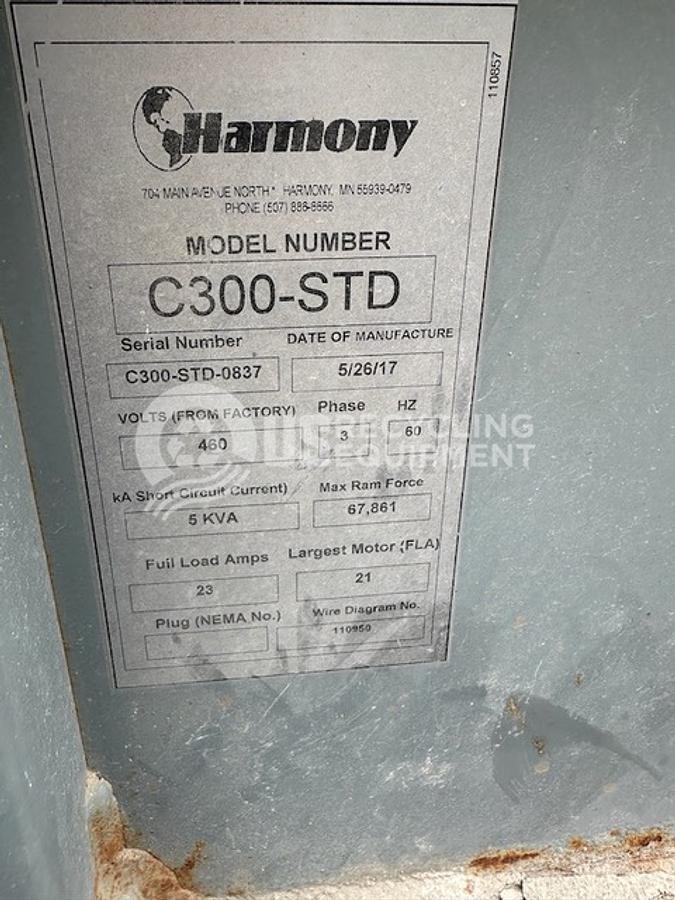 110857
Harmony
704 MAIN AVENUE NORTH * HARMONY, MN 55939-0479
PHONE (507) 886-6666
MODEL NUMBER
C300-STD
Serial Number DATE OF MANUFACTURE
C300-STD-0837 5/26/17
VOLTS (FROM FACTORY) Phase HZ
460 3 60
RECYCLING
EQUIPMENT
kA Short Circuit Current) Max Ram Force
5 KVA 67,861
Full Load Amps Largest Motor (FLA)
23 21
Plug (NEMA No.) Wire Diagram No.
110950